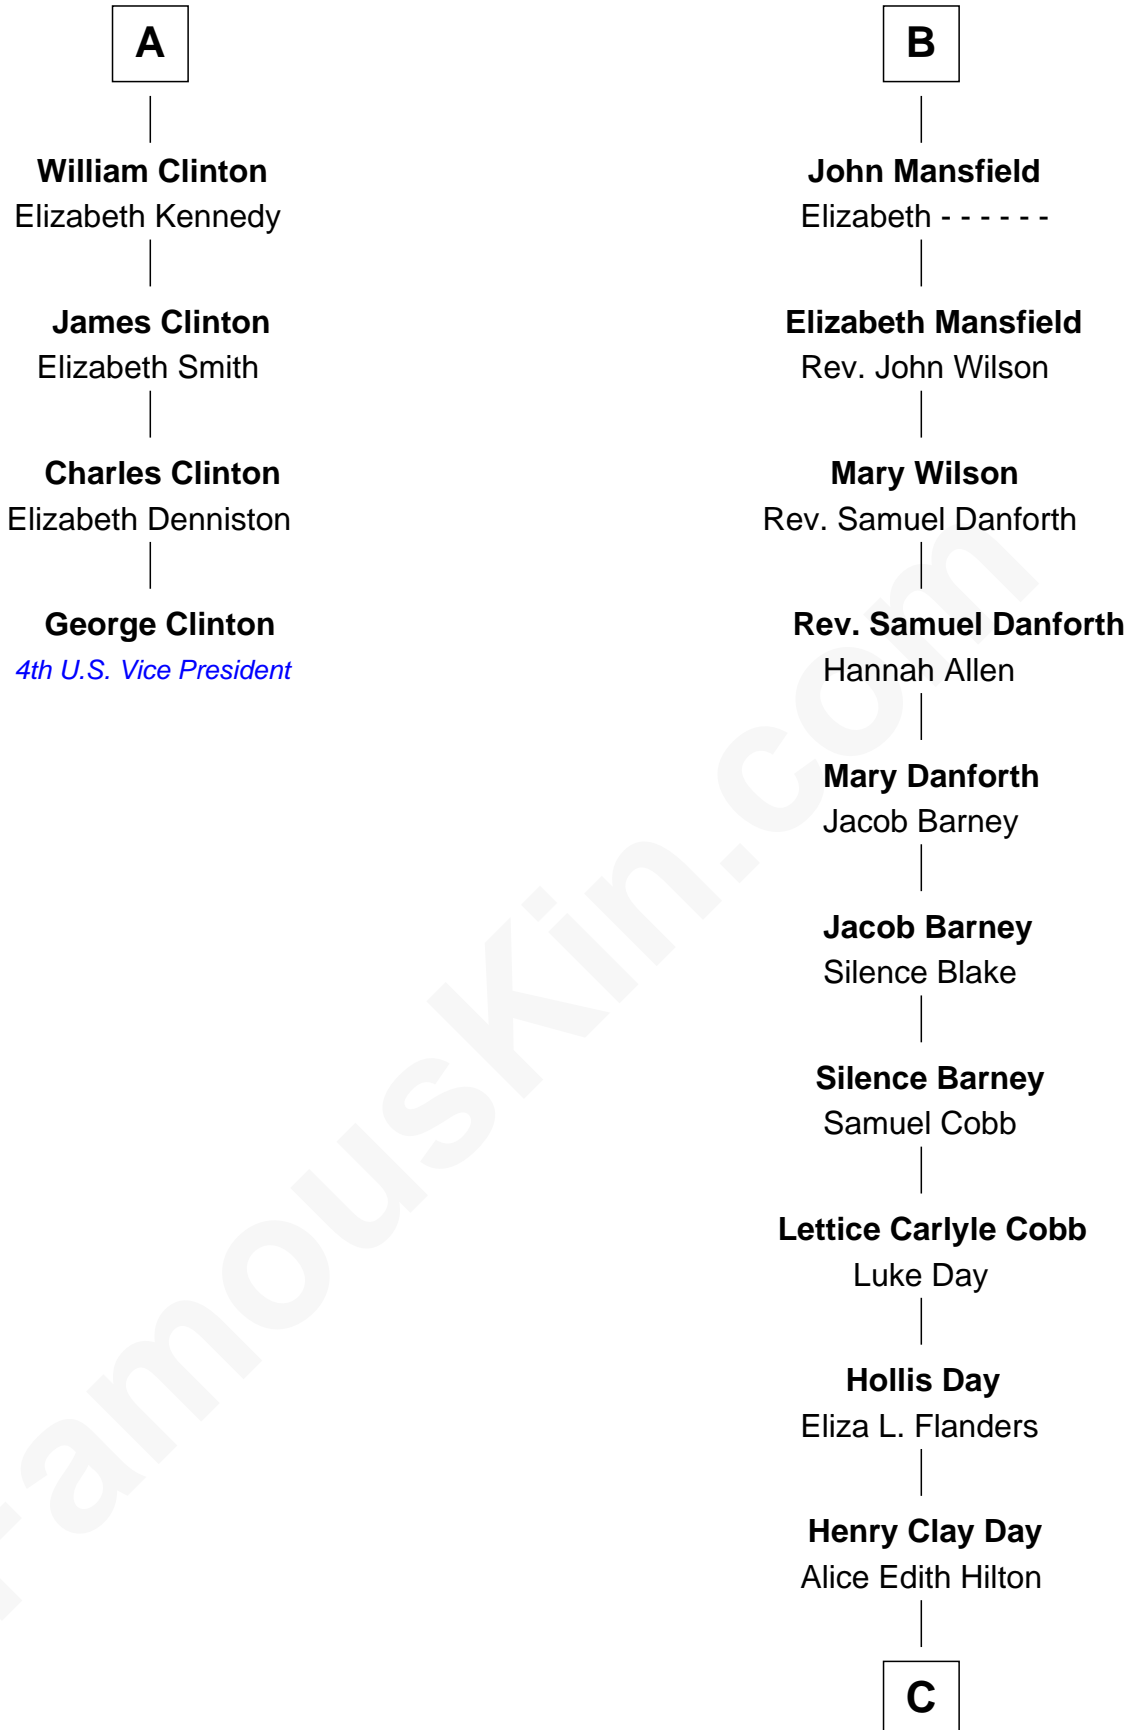 A
William Clinton
Elizabeth Kennedy
James Clinton
Elizabeth Smith
Charles Clinton
Elizabeth Denniston
George Clinton
4th U.S. Vice President
B
John Mansfield
Elizabeth - - - - - -
Elizabeth Mansfield
Rev. John Wilson
Mary Wilson
Rev. Samuel Danforth
Rev. Samuel Danforth
Hannah Allen
Mary Danforth
Jacob Barney
Jacob Barney
Silence Blake
Silence Barney
Samuel Cobb
Lettice Carlyle Cobb
Luke Day
Hollis Day
Eliza L. Flanders
Henry Clay Day
Alice Edith Hilton
C
FamousKin.com